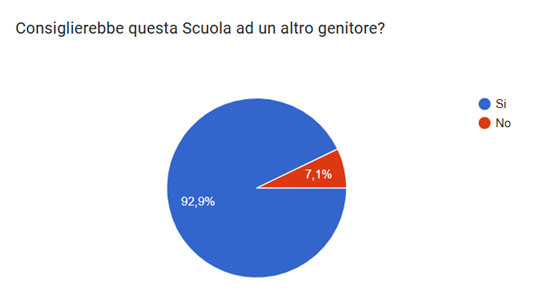 Consiglierebbe questa Scuola ad un altro genitore?
Si
No
7,1%
92,9%